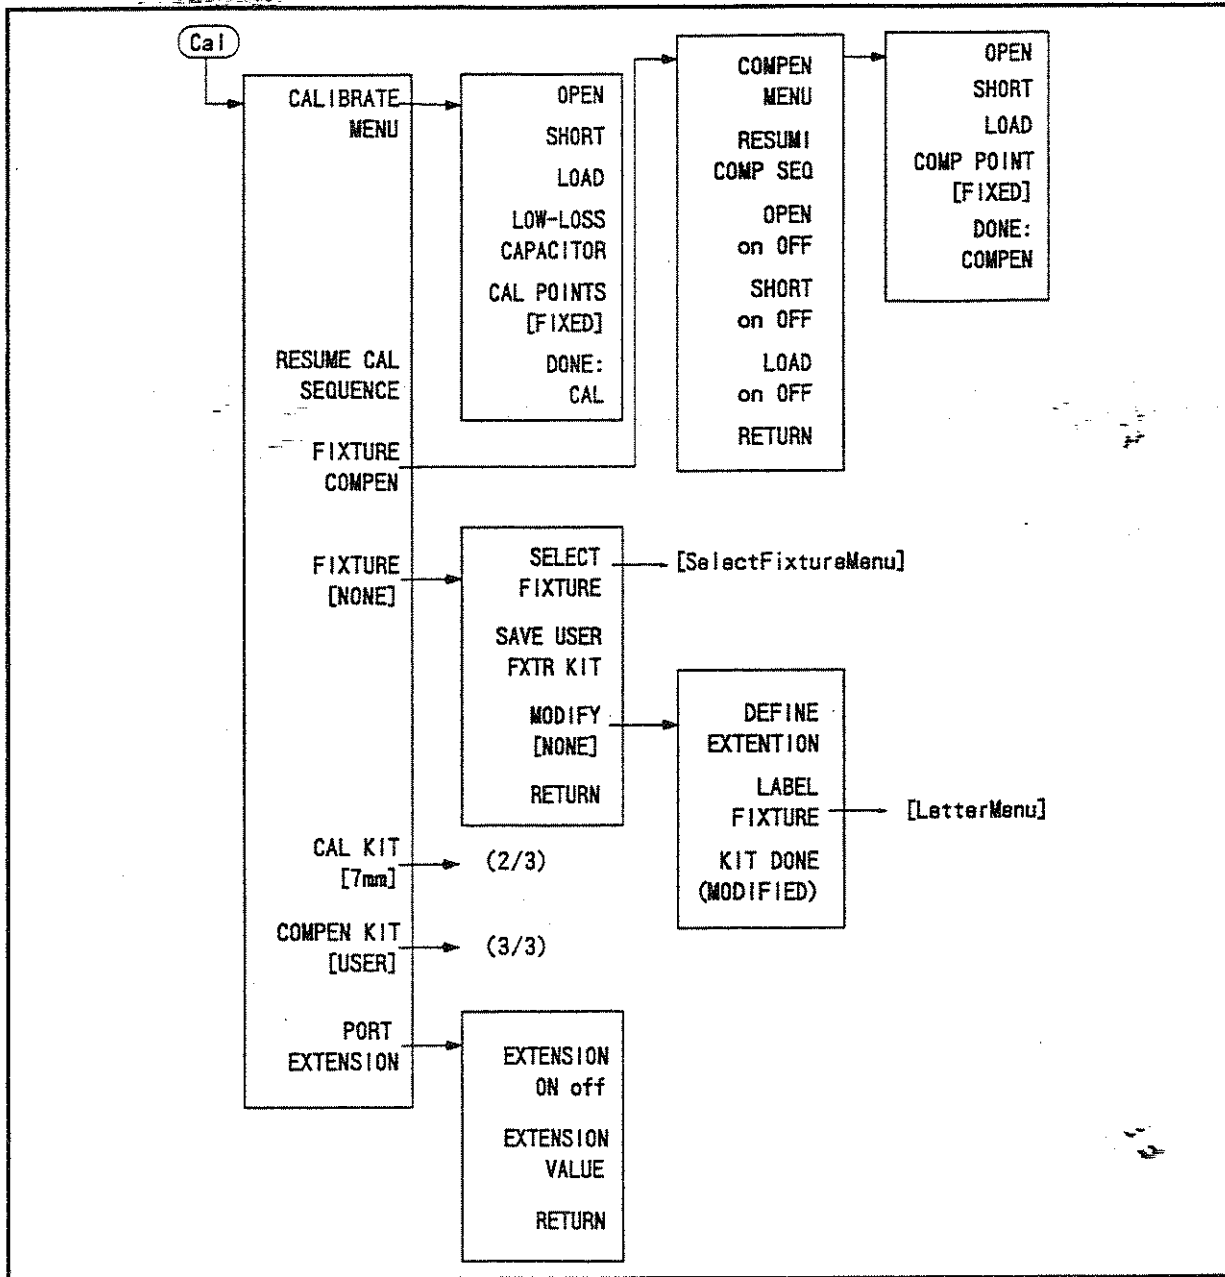 Cal
CALIBRATE
MENU
RESUME CAL
SEQUENCE
FIXTURE
COMPEN
FIXTURE
[NONE]
CAL KIT
[7mm]
COMPEN KIT
[USER]
PORT
EXTENSION
OPEN
SHORT
LOAD
LOW-LOSS
CAPACITOR
CAL POINTS
[FIXED]
DONE:
CAL
COMPEN
MENU
RESUMI
COMP SEQ
OPEN
on OFF
SHORT
on OFF
LOAD
on OFF
RETURN
OPEN
SHORT
LOAD
COMP POINT
[FIXED]
DONE:
COMPEN
SELECT
FIXTURE
SAVE USER
FXTR KIT
MODIFY
[NONE]
RETURN
[SelectFixtureMenu]
DEFINE
EXTENTION
LABEL
FIXTURE
KIT DONE
(MODIFIED)
[LetterMenu]
(2/3)
(3/3)
EXTENSION
ON off
EXTENSION
VALUE
RETURN